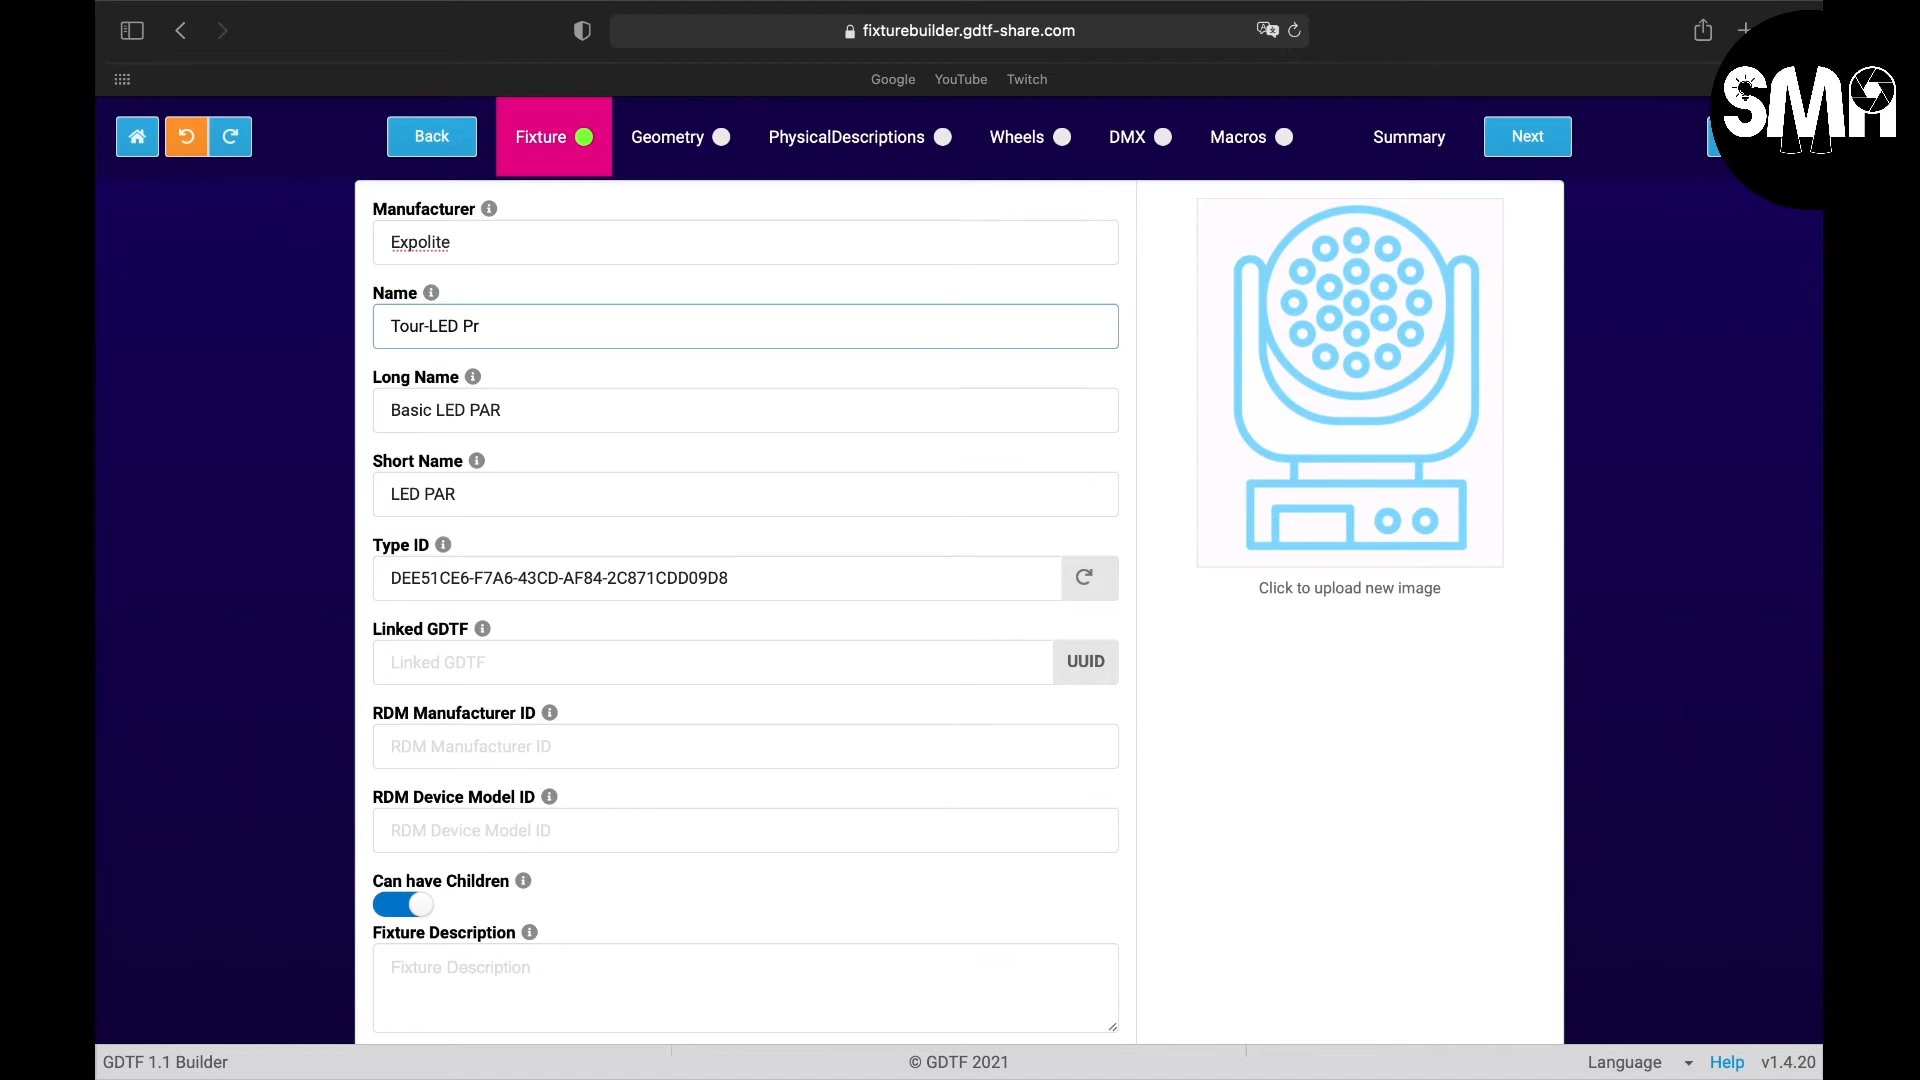 fixturebuilder.gdtf-share.com
Google YouTube Twitch
SMH
Back Fixture Geometry PhysicalDescriptions Wheels DMX Macros Summary Next
Manufacturer
Expolite
Name
Tour-LED Pr
Long Name
Basic LED PAR
Short Name
LED PAR
Type ID
DEE51CE6-F7A6-43CD-AF84-2C871CDD09D8
Linked GDTF
Linked GDTF UUID
RDM Manufacturer ID
RDM Manufacturer ID
RDM Device Model ID
RDM Device Model ID
Can have Children
Fixture Description
Fixture Description
Click to upload new image
GDTF 1.1 Builder © GDTF 2021 Language Help v1.4.20